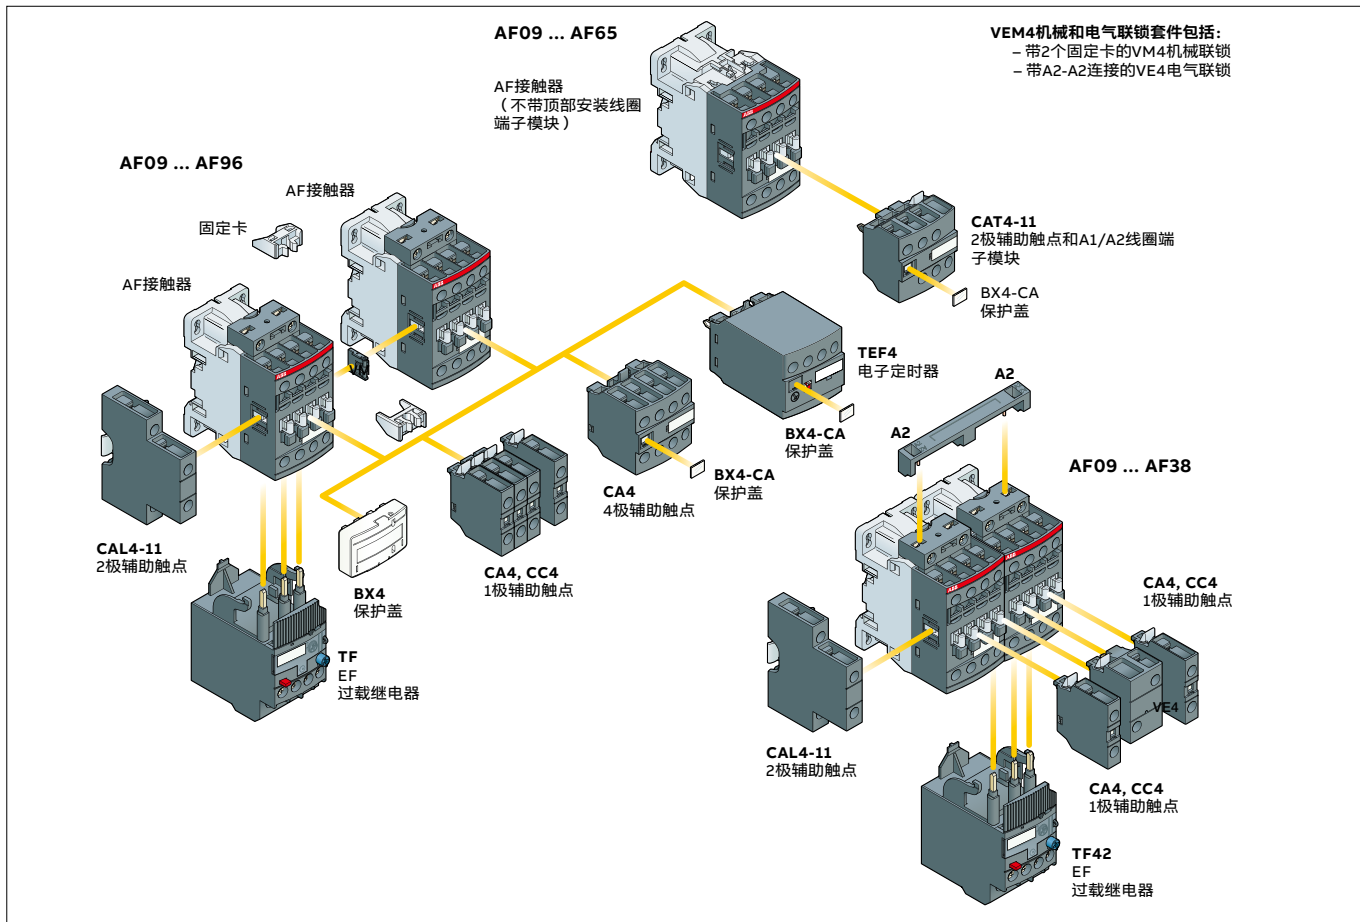 AF09 ... AF65
AF接触器
（不带顶部安装线圈
端子模块）
VEM4机械和电气联锁套件包括：
– 带2个固定卡的VM4机械联锁
– 带A2-A2连接的VE4电气联锁
AF09 ... AF96
AF接触器
固定卡
AF接触器
ABB
ABB
ABB
CAT4-11
2极辅助触点和A1/A2线圈端
子模块
BX4-CA
保护盖
TEF4
电子定时器
BX4-CA
保护盖
CA4
4极辅助触点
BX4-CA
保护盖
CAL4-11
2极辅助触点
BX4
保护盖
CA4, CC4
1极辅助触点
TF
EF
过载继电器
A2
A2
AF09 ... AF38
ABB
ABB
CA4, CC4
1极辅助触点
VE4
CAL4-11
2极辅助触点
CA4, CC4
1极辅助触点
TF42
EF
过载继电器